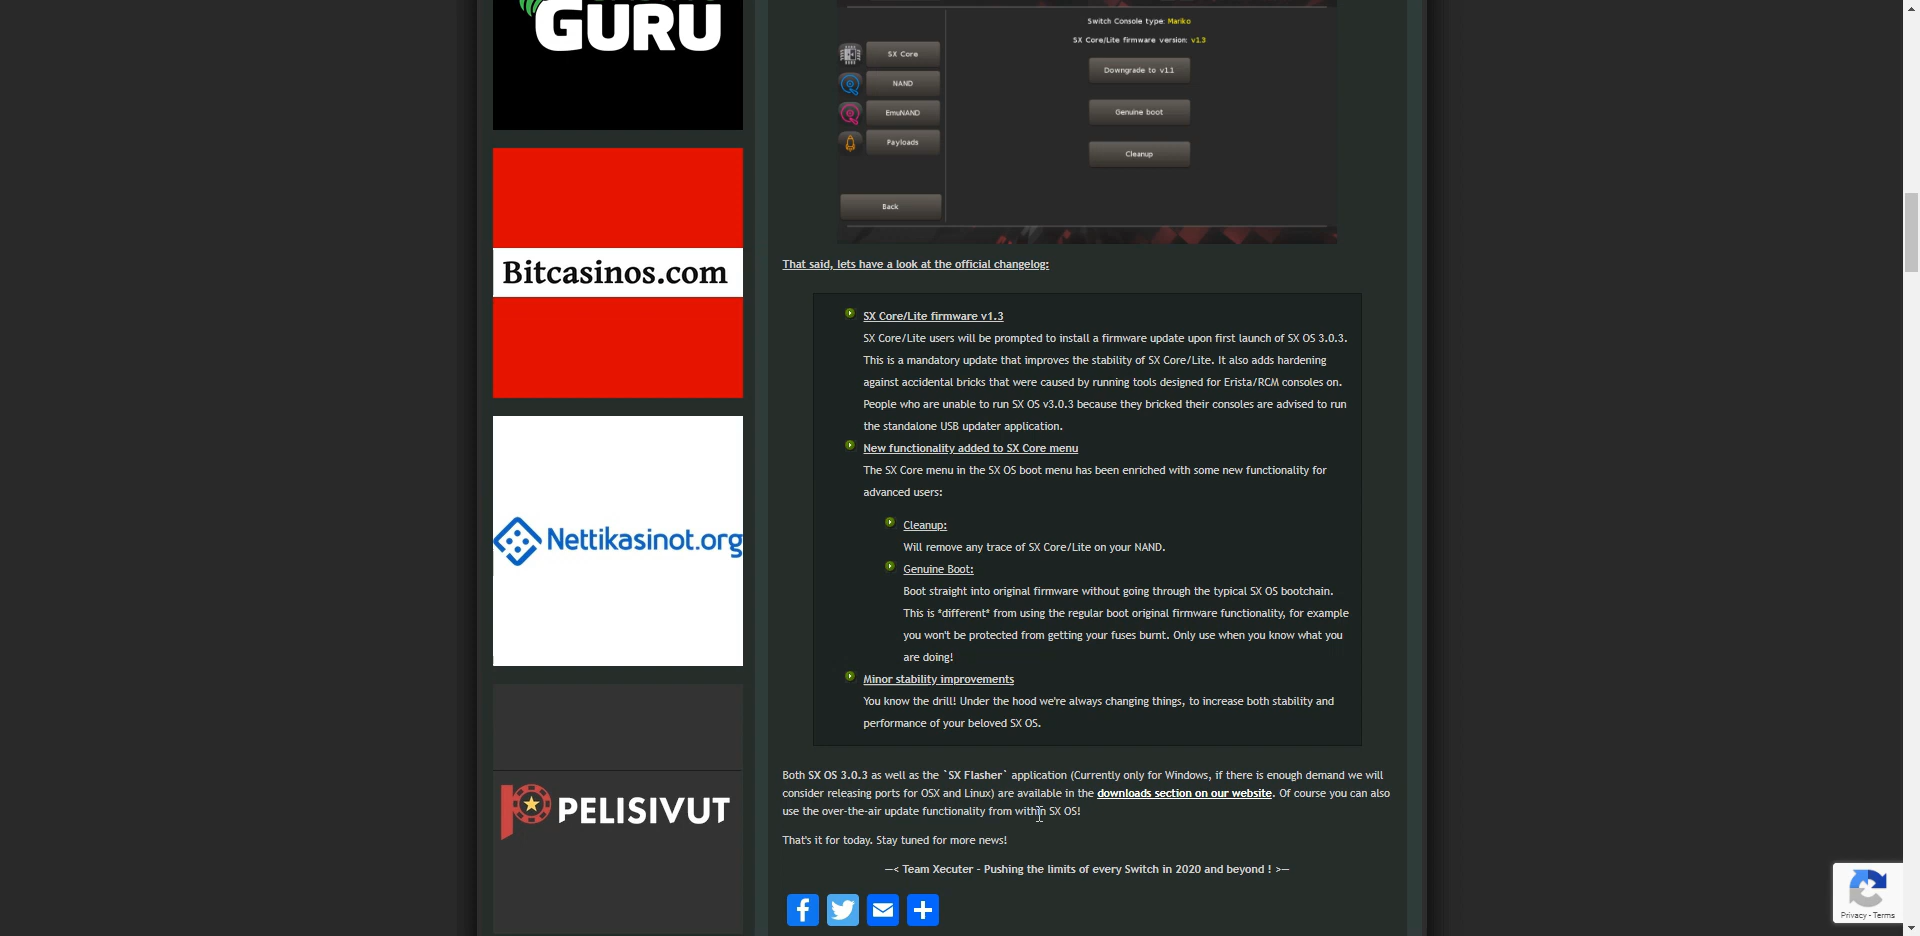 GURU
Bitcasinos.com
Nettikasinot.org
PELISIVUT
Switch Console type: Mariko
SX Core/Lite firmware version: v1.3
SX Core
NAND
EmuNAND
Payloads
Back
Downgrade to v1.1
Genuine boot
Cleanup
That said, lets have a look at the official changelog:
SX Core/Lite firmware v1.3
SX Core/Lite users will be prompted to install a firmware update upon first launch of SX OS 3.0.3.
This is a mandatory update that improves the stability of SX Core/Lite. It also adds hardening
against accidental bricks that were caused by running tools designed for Erista/RCM consoles on.
People who are unable to run SX OS v3.0.3 because they bricked their consoles are advised to run
the standalone USB updater application.
New functionality added to SX Core menu
The SX Core menu in the SX OS boot menu has been enriched with some new functionality for
advanced users:
Cleanup:
Will remove any trace of SX Core/Lite on your NAND.
Genuine Boot:
Boot straight into original firmware without going through the typical SX OS bootchain.
This is *different* from using the regular boot original firmware functionality, for example
you won't be protected from getting your fuses burnt. Only use when you know what you
are doing!
Minor stability improvements
You know the drill! Under the hood we're always changing things, to increase both stability and
performance of your beloved SX OS.
Both SX OS 3.0.3 as well as the `SX Flasher` application (Currently only for Windows, if there is enough demand we will
consider releasing ports for OSX and Linux) are available in the downloads section on our website. Of course you can also
use the over-the-air update functionality from within SX OS!
That's it for today. Stay tuned for more news!
—< Team Xecuter - Pushing the limits of every Switch in 2020 and beyond ! >—
Privacy - Terms